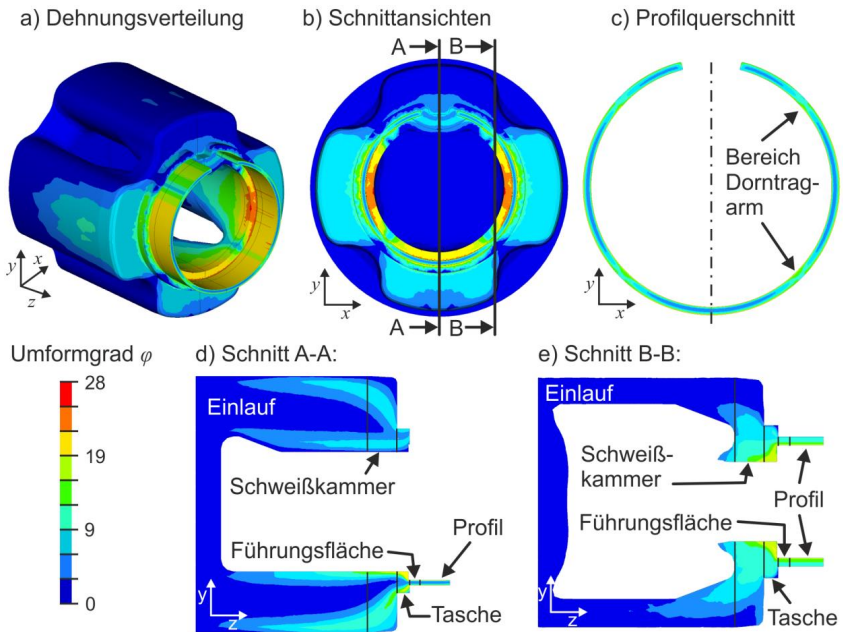 a) Dehnungsverteilung
b) Schnittansichten
c) Profilquerschnitt
A
B
Bereich
Dorntrag-
arm
y
x
z
y
x
A
B
y
x
Umformgrad φ
28
19
9
0
d) Schnitt A-A:
Einlauf
Schweißkammer
Führungsfläche
Profil
Tasche
y
z
e) Schnitt B-B:
Einlauf
Schweiß-
kammer
Profil
Führungsfläche
Tasche
y
z